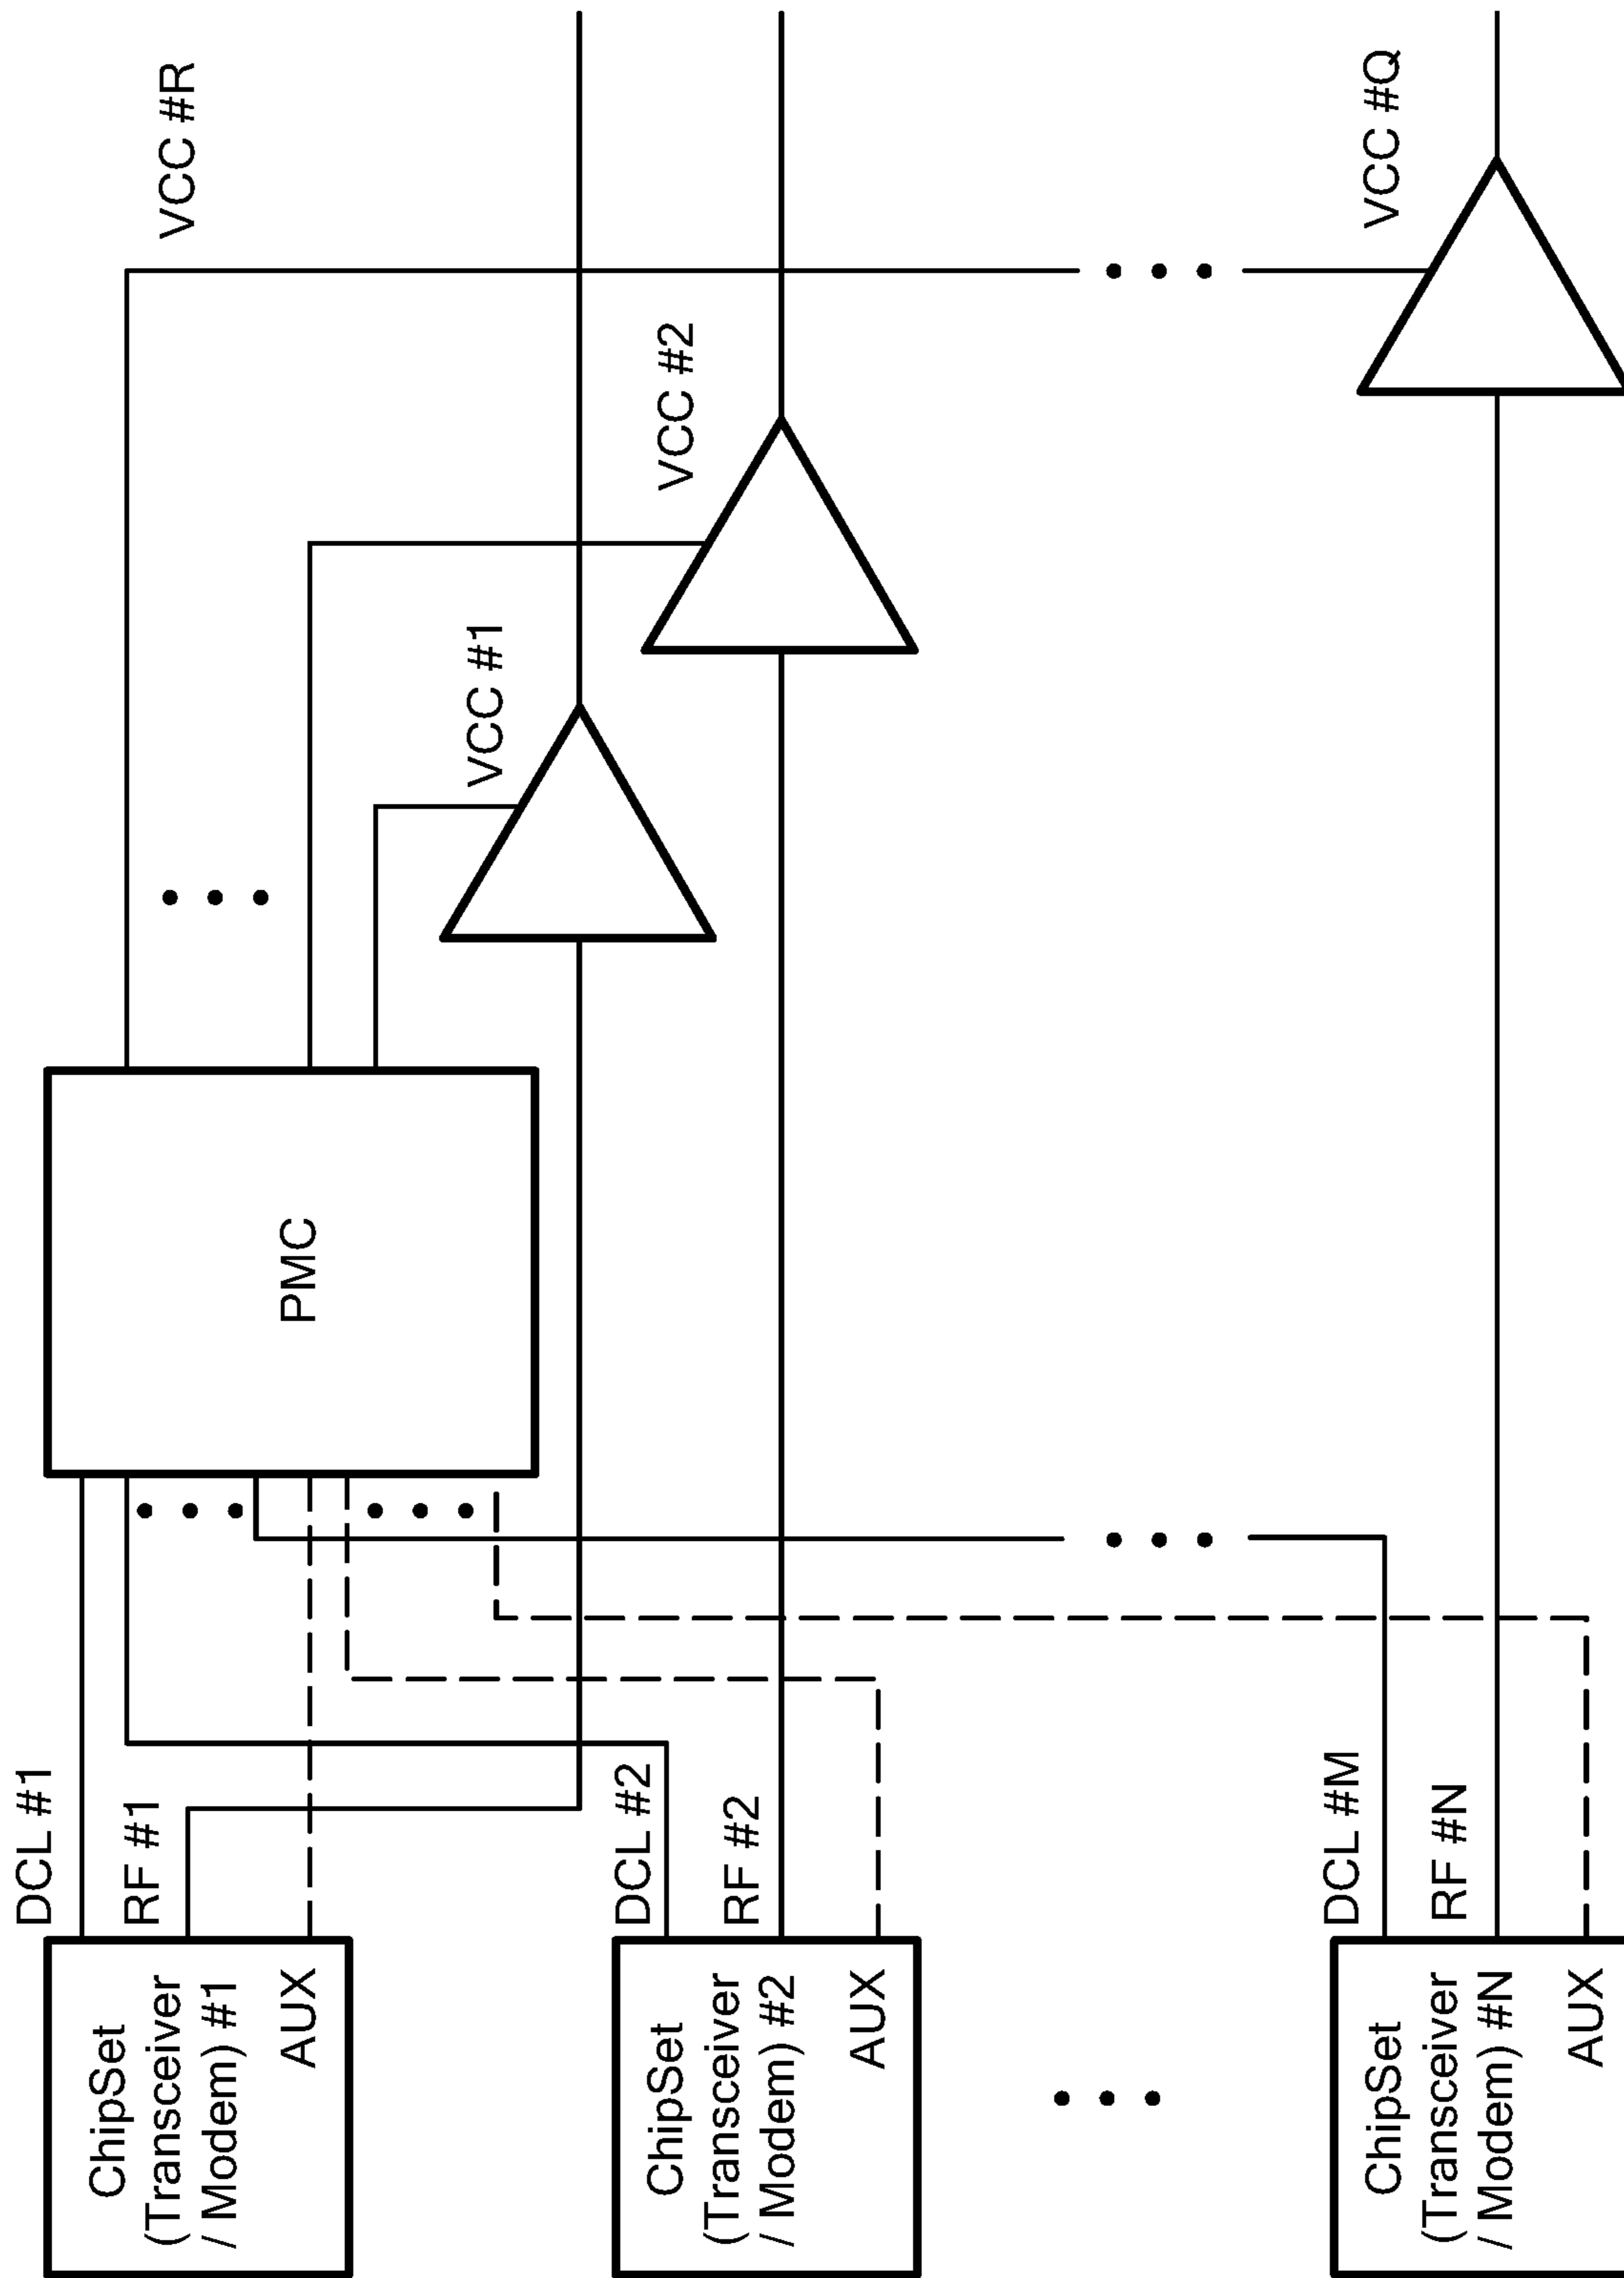 ChipSet
(Transceiver
/ Modem) #1
AUX
DCL #1
RF #1
PMC
VCC #1
VCC #2
VCC #R
ChipSet
(Transceiver
/ Modem) #2
AUX
DCL #2
RF #2
ChipSet
(Transceiver
/ Modem) #N
AUX
DCL #M
RF #N
VCC #Q